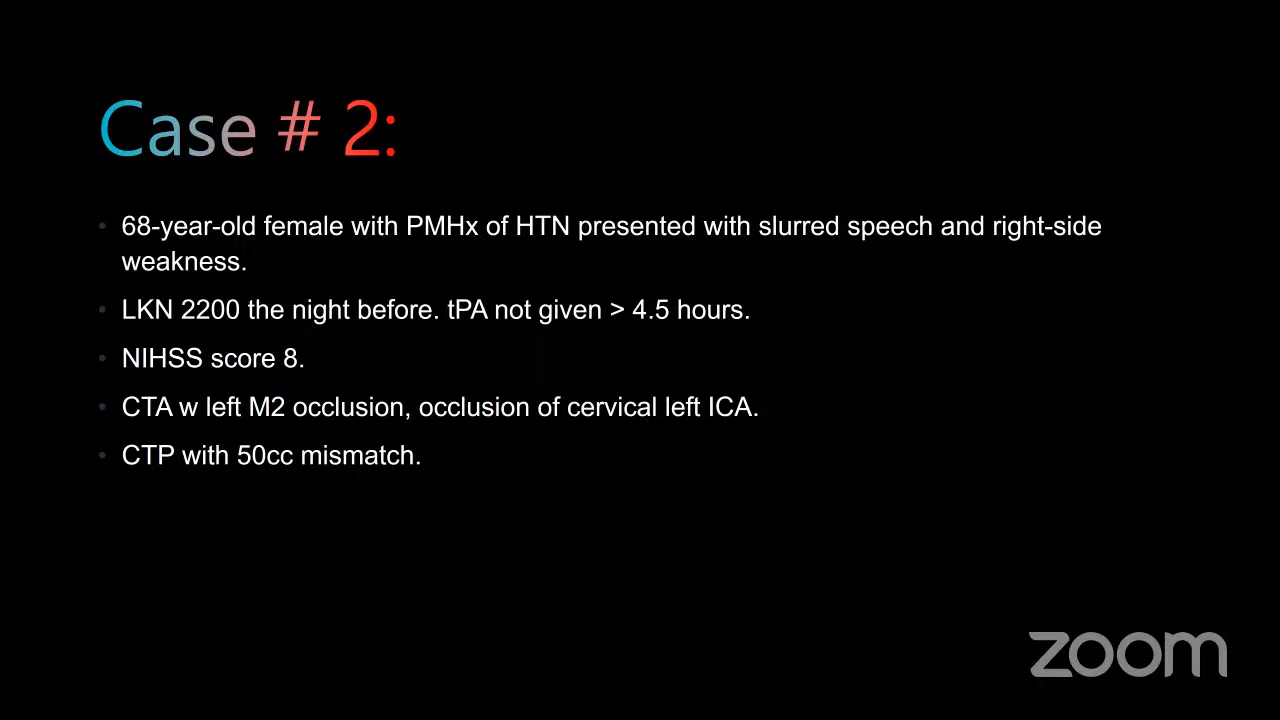 Case # 2:
68-year-old female with PMHx of HTN presented with slurred speech and right-side
weakness.
LKN 2200 the night before. tPA not given > 4.5 hours.
NIHSS score 8.
CTA w left M2 occlusion, occlusion of cervical left ICA.
CTP with 50cc mismatch.
zoom